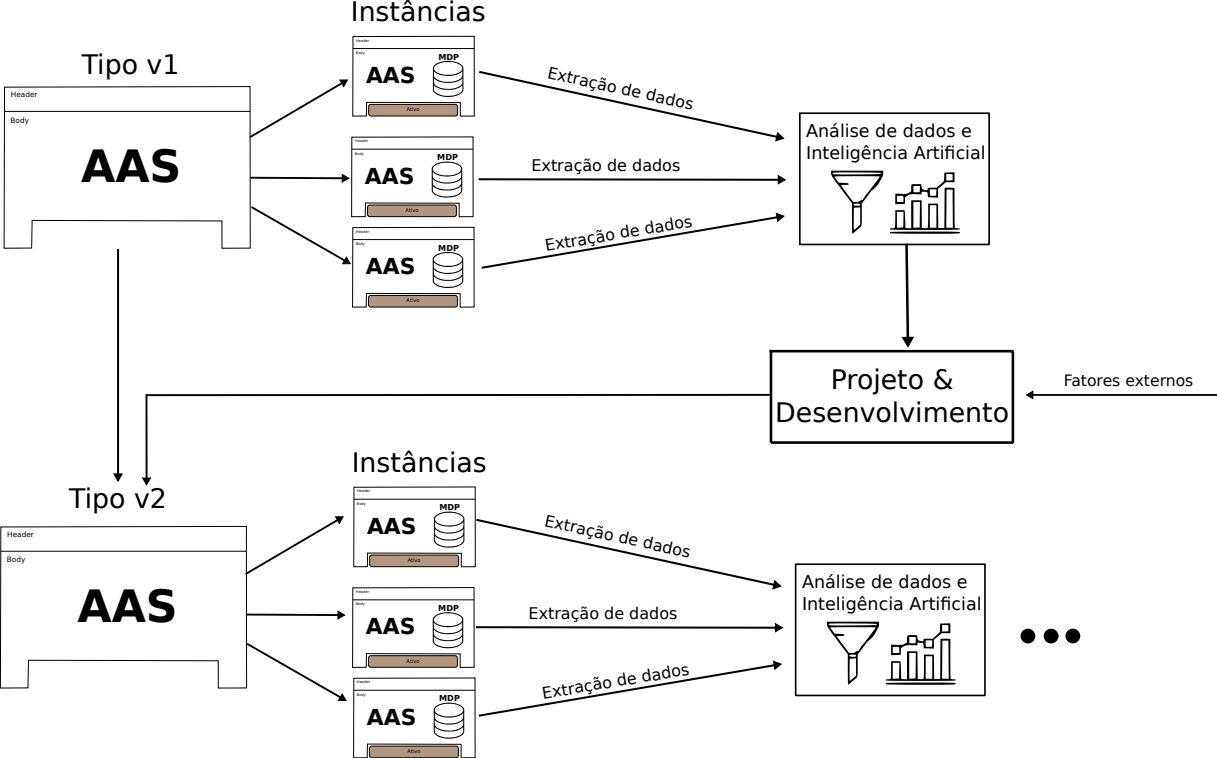 Instâncias
Tipo v1
Header
Body
AAS
Header
Body
MDP
AAS
Ativo
Header
Body
MDP
AAS
Ativo
Header
Body
MDP
AAS
Ativo
Extração de dados
Extração de dados
Extração de dados
Análise de dados e
Inteligência Artificial
Projeto &
Desenvolvimento
Fatores externos
Instâncias
Tipo v2
Header
Body
AAS
Header
Body
MDP
AAS
Ativo
Header
Body
MDP
AAS
Ativo
Header
Body
MDP
AAS
Ativo
Extração de dados
Extração de dados
Extração de dados
Análise de dados e
Inteligência Artificial